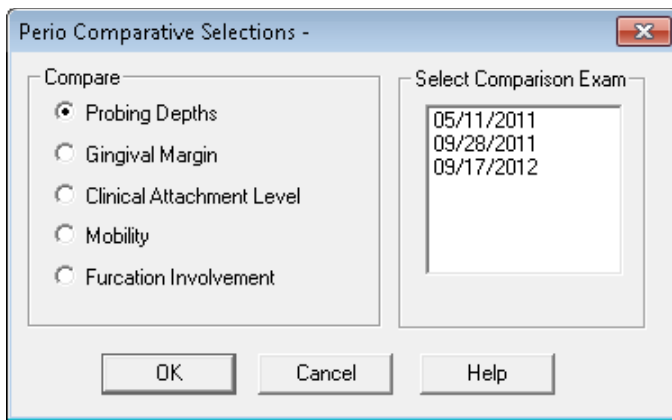 Perio Comparative Selections -
Compare
Probing Depths
Gingival Margin
Clinical Attachment Level
Mobility
Furcation Involvement
Select Comparison Exam
05/11/2011
09/28/2011
09/17/2012
OK
Cancel
Help